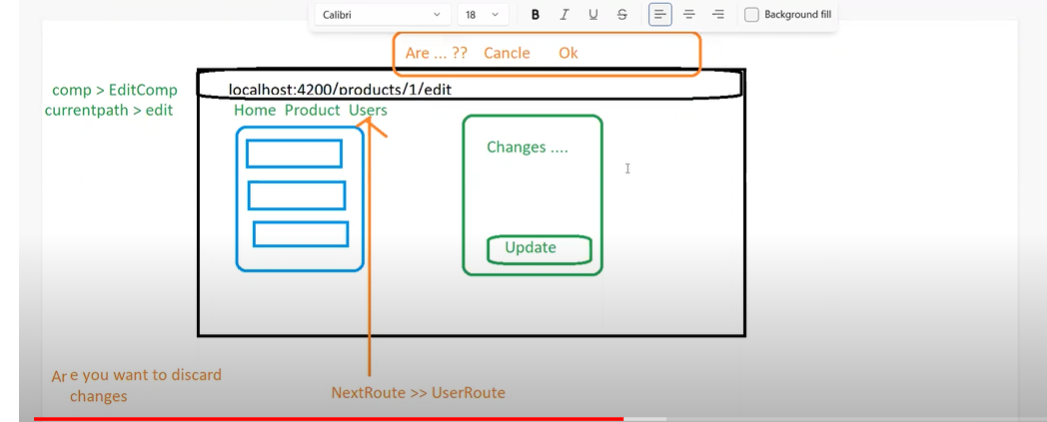 Calibri 18 B I U S Background fill
Are ... ?? Cancle Ok
comp > EditComp
currentpath > edit
localhost:4200/products/1/edit
Home Product Users
Changes ....
Update
Are you want to discard
changes
NextRoute >> UserRoute